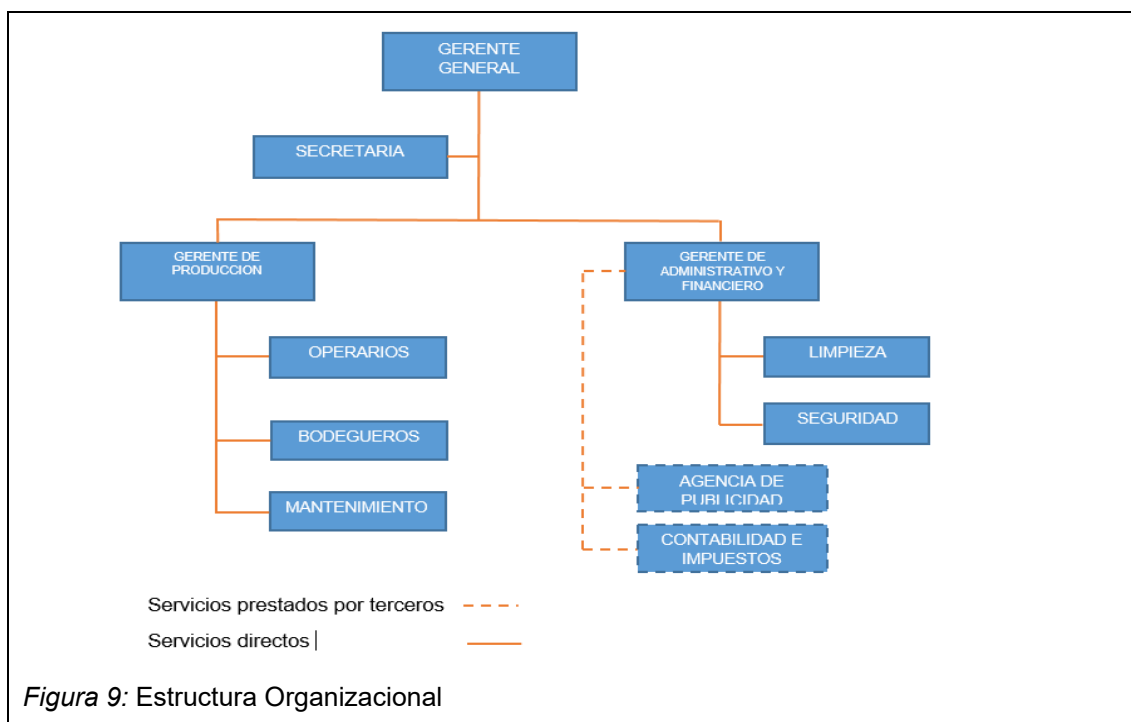 GERENTE
GENERAL
SECRETARIA
GERENTE DE
PRODUCCION
GERENTE DE
ADMINISTRATIVO Y
FINANCIERO
OPERARIOS
LIMPIEZA
BODEGUEROS
SEGURIDAD
MANTENIMIENTO
AGENCIA DE
PUBLICIDAD
CONTABILIDAD E
IMPUESTOS
Servicios prestados por terceros
Servicios directos
Figura 9: Estructura Organizacional